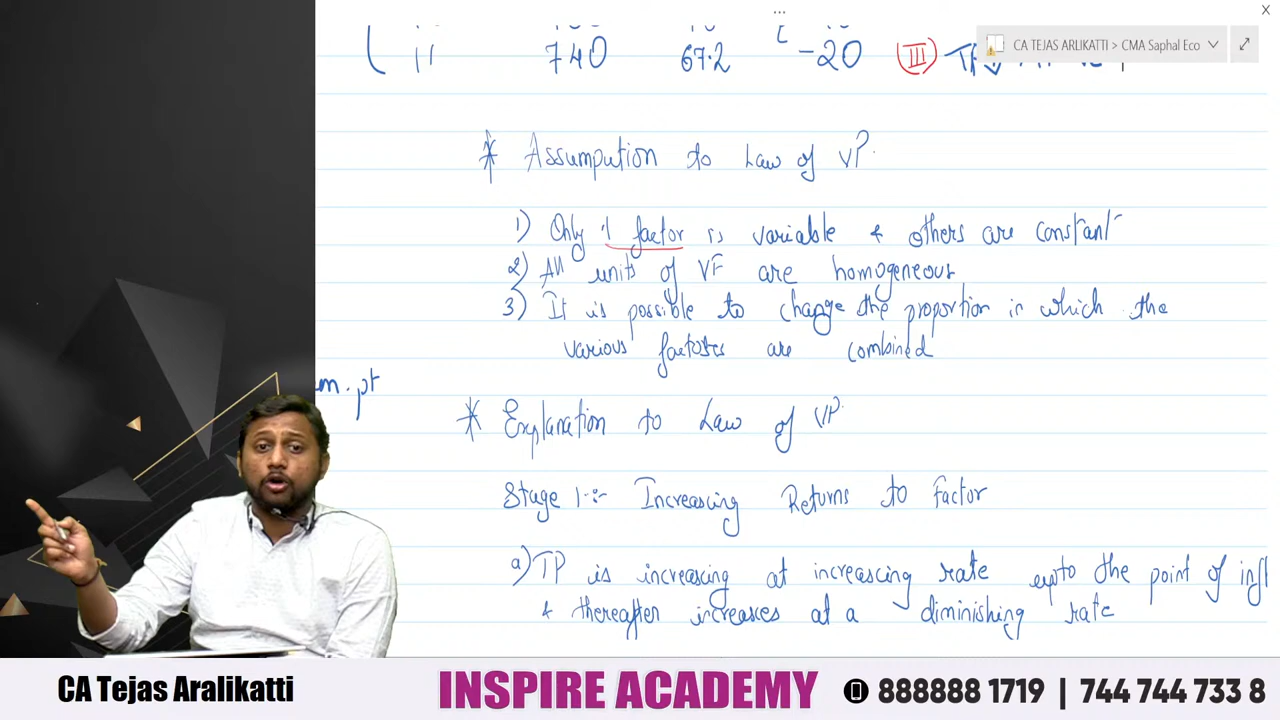 CA TEJAS ARLIKATTI > CMA Saphal Eco
11 740 67.2 -20 III
* Assumpution to Law of VP.
1) Only 1 factor is variable & others are constant
2) All units of VF are homogeneous
3) It is possible to change the proportion in which the
various factores are combined
m. pt
* Explanation to Law of VP.
Stage 1 :- Increasing Returns to Factor
a) TP is increasing at increasing rate upto the point of infl
& thereafter increases at a diminishing rate
CA Tejas Aralikatti INSPIRE ACADEMY 888888 1719 | 744 744 733 8